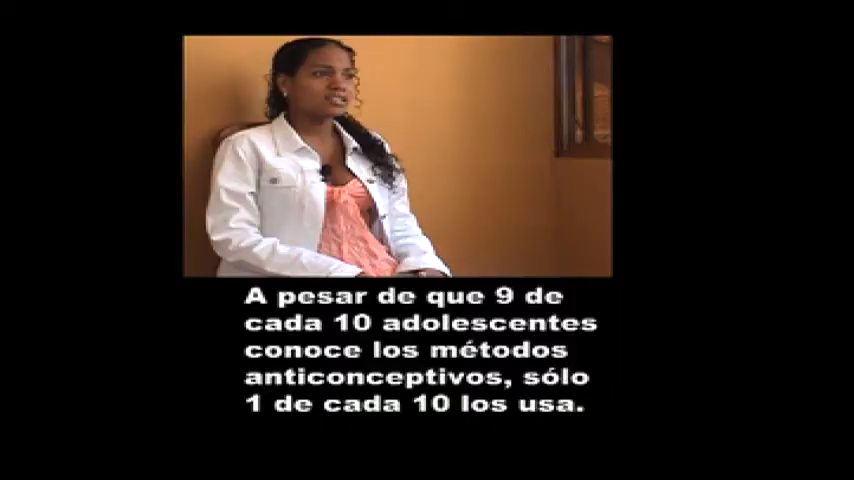 A pesar de que 9 de
cada 10 adolescentes
conoce los métodos
anticonceptivos, sólo
1 de cada 10 los usa.